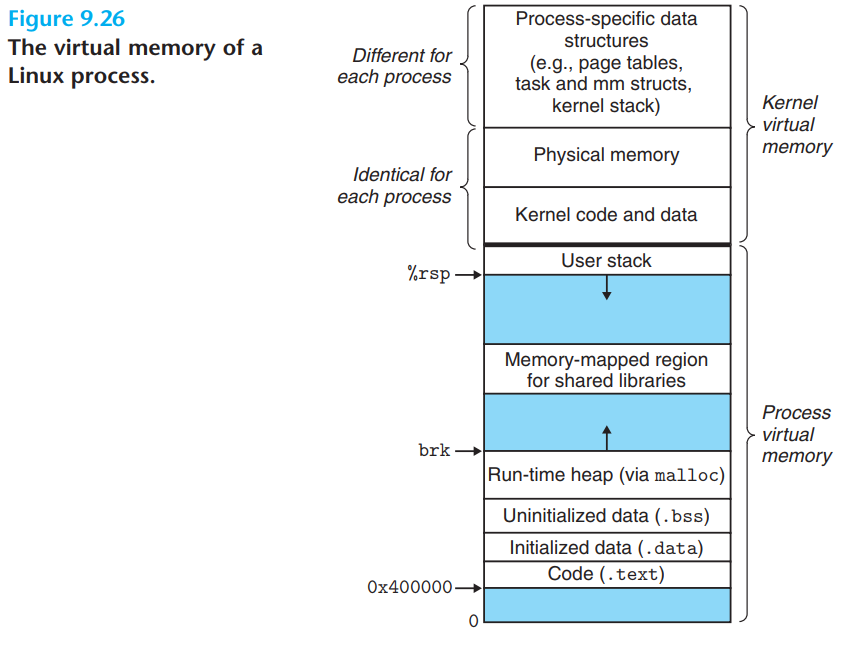 Figure 9.26
The virtual memory of a
Linux process.
Different for
each process
Process-specific data
structures
(e.g., page tables,
task and mm structs,
kernel stack)
Kernel
virtual
memory
Identical for
each process
Physical memory
Kernel code and data
User stack
%rsp
Memory-mapped region
for shared libraries
Process
virtual
memory
brk
Run-time heap (via malloc)
Uninitialized data (.bss)
Initialized data (.data)
Code (.text)
0x400000
0